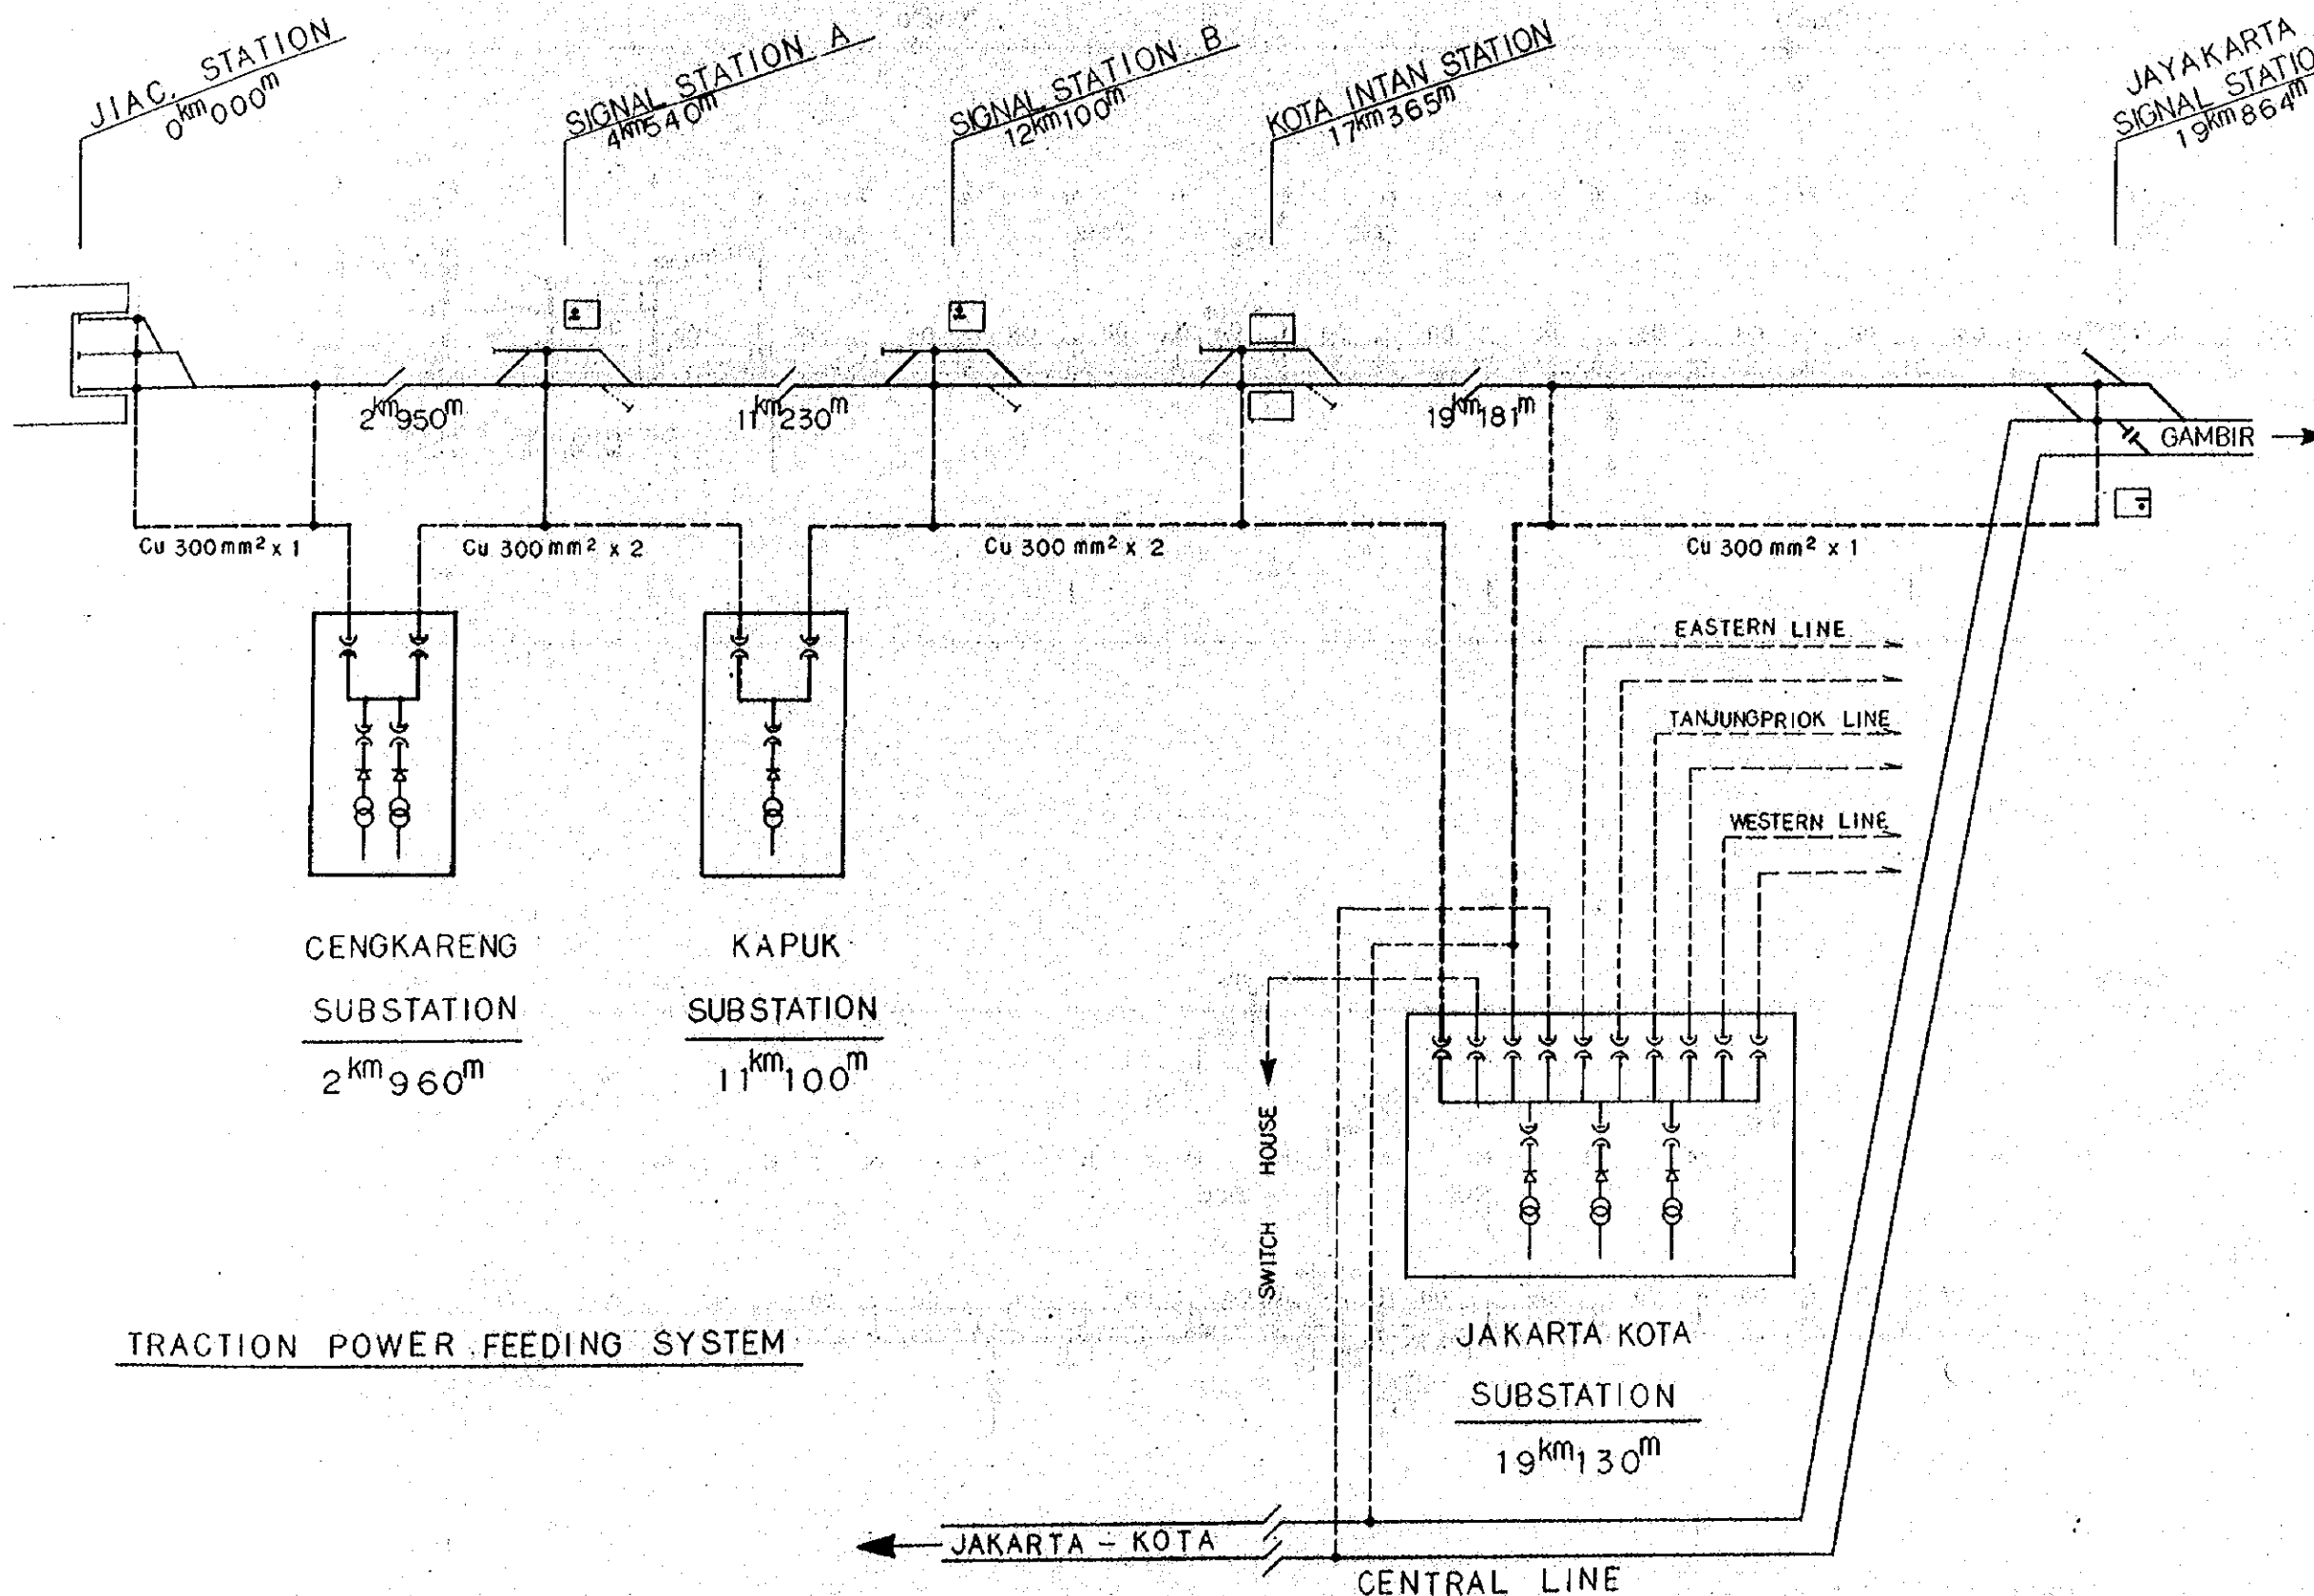 JIAC. STATION
0km000m
SIGNAL STATION A
4km540m
SIGNAL STATION B
12km100m
KOTA INTAN STATION
17km365m
JAYAKARTA
SIGNAL STATIO
19km864m
2km950m
11km230m
19km181m
GAMBIR
Cu 300 mm² x 1
Cu 300 mm² x 2
Cu 300 mm² x 2
Cu 300 mm² x 1
EASTERN LINE
TANJUNGPRIOK LINE
WESTERN LINE
CENGKARENG
SUBSTATION
2km960m
KAPUK
SUBSTATION
11km100m
SWITCH HOUSE
JAKARTA KOTA
SUBSTATION
19km130m
TRACTION POWER FEEDING SYSTEM
JAKARTA - KOTA
CENTRAL LINE